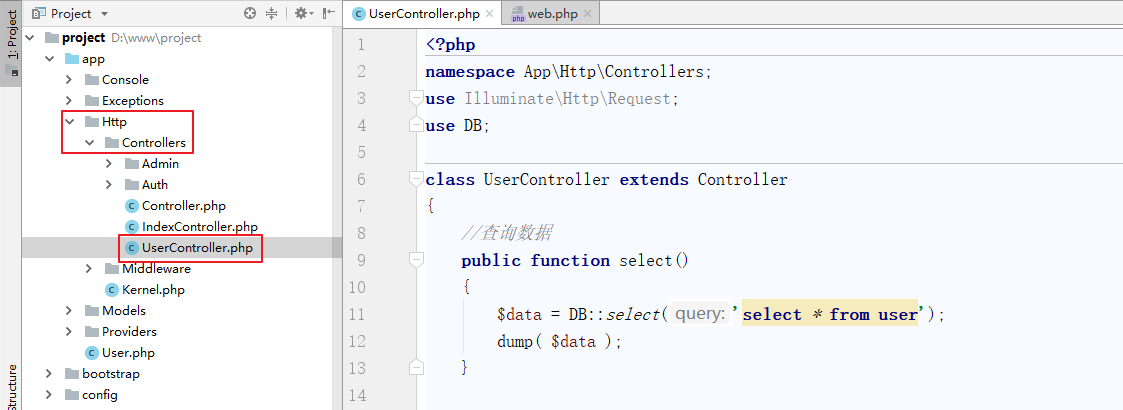 1: Project
Structure
Project
project D:\www\project
app
Console
Exceptions
Http
Controllers
Admin
Auth
Controller.php
IndexController.php
UserController.php
Middleware
Kernel.php
Models
Providers
User.php
bootstrap
config
UserController.php
web.php
1 <?php
2 namespace App\Http\Controllers;
3 use Illuminate\Http\Request;
4 use DB;
5
6 class UserController extends Controller
7 {
8 //查询数据
9 public function select()
10 {
11 $data = DB::select( query: 'select * from user');
12 dump( $data );
13 }
14